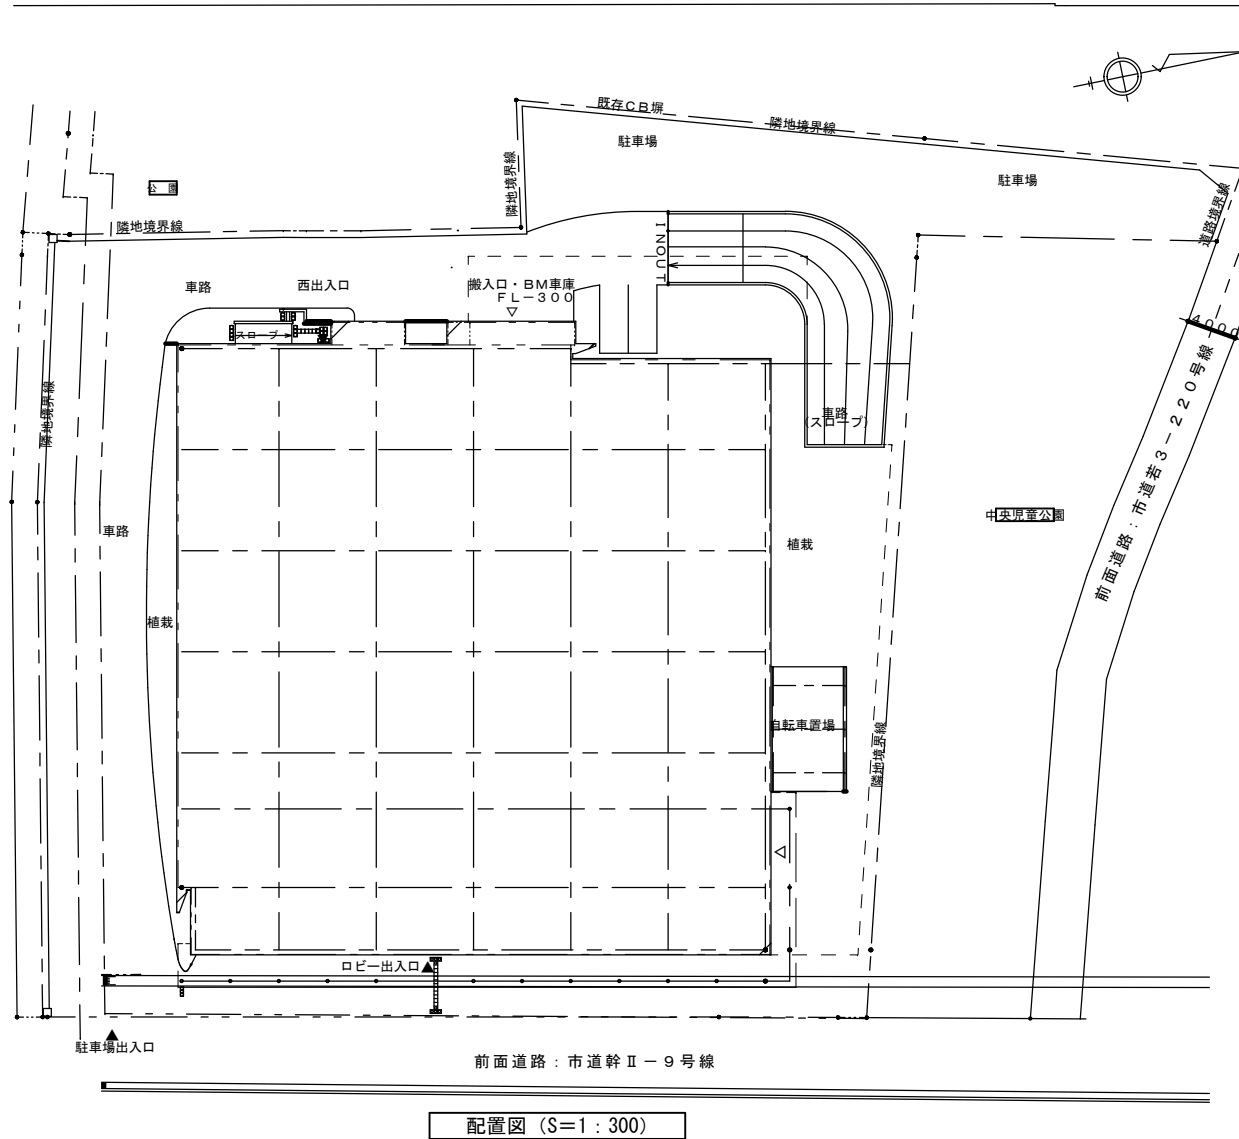 既存CB塀
隣地境界線
駐車場
駐車場
隣地境界線
道路境界線
公園
隣地境界線
IN OUT
車路
西出入口
搬入口・BM車庫
FL-300
▽
スロープ
4000
隣地境界線
車路
(スロープ)
前面道路:市道若3-220号線
中央児童公園
車路
植栽
植栽
自転車置場
隣地境界線
ロビー出入口▲
駐車場出入口
前面道路:市道幹Ⅱ-9号線
配置図 (S=1:300)